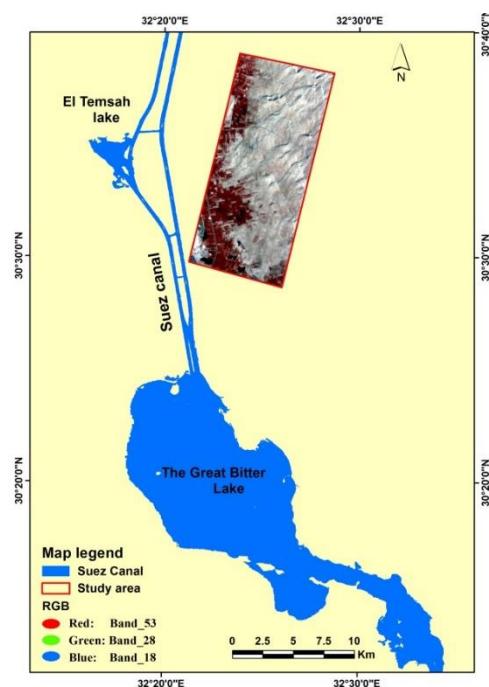 32°20'0"E
32°30'0"E
30°40'0"N
N
El Temsah
lake
30°30'0"N
30°30'0"N
Suez canal
30°20'0"N
30°20'0"N
The Great Bitter
Lake
Map legend
Suez Canal
Study area
RGB
Red: Band_53
Green: Band_28
Blue: Band_18
0 2.5 5 7.5 10
Km
32°20'0"E
32°30'0"E